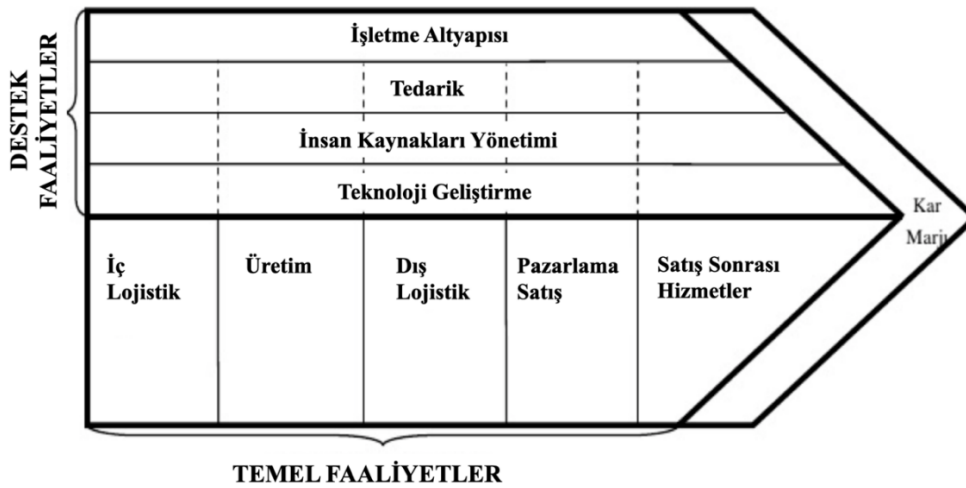 DESTEK
FAALİYETLER
İşletme Altyapısı
Tedarik
İnsan Kaynakları Yönetimi
Teknoloji Geliştirme
Kar
Marjı
İç
Lojistik
Üretim
Dış
Lojistik
Pazarlama
Satış
Satış Sonrası
Hizmetler
TEMEL FAALİYETLER